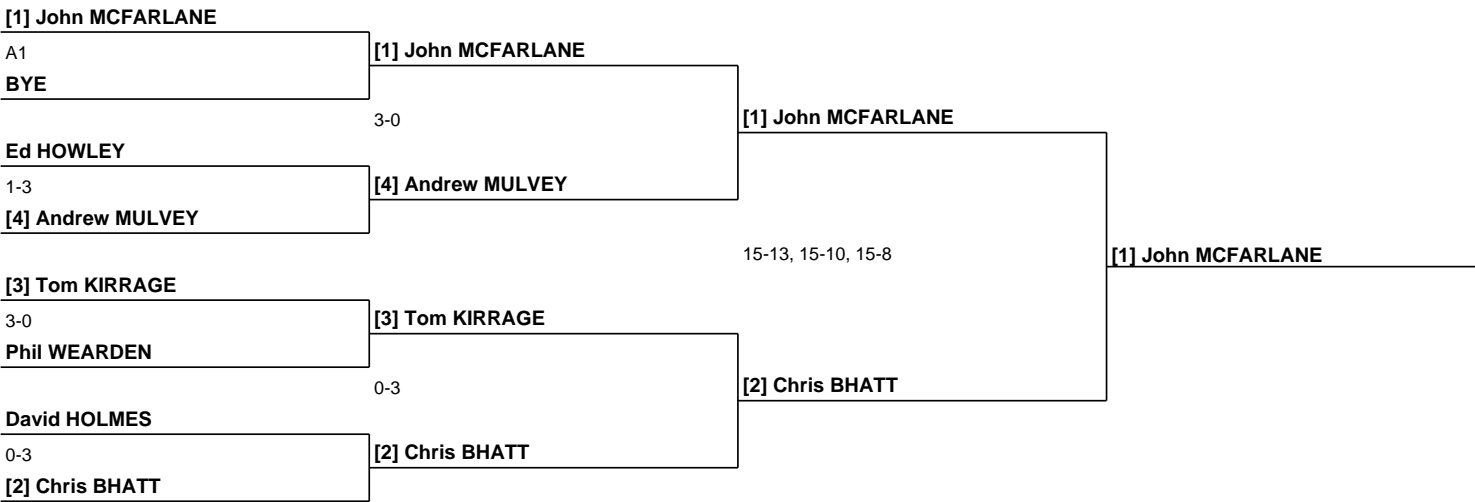 [1] John MCFARLANE
A1
BYE
[1] John MCFARLANE
3-0
Ed HOWLEY
1-3
[4] Andrew MULVEY
[4] Andrew MULVEY
[1] John MCFARLANE
15-13, 15-10, 15-8
[1] John MCFARLANE
[3] Tom KIRRAGE
3-0
Phil WEARDEN
[3] Tom KIRRAGE
0-3
David HOLMES
0-3
[2] Chris BHATT
[2] Chris BHATT
[2] Chris BHATT